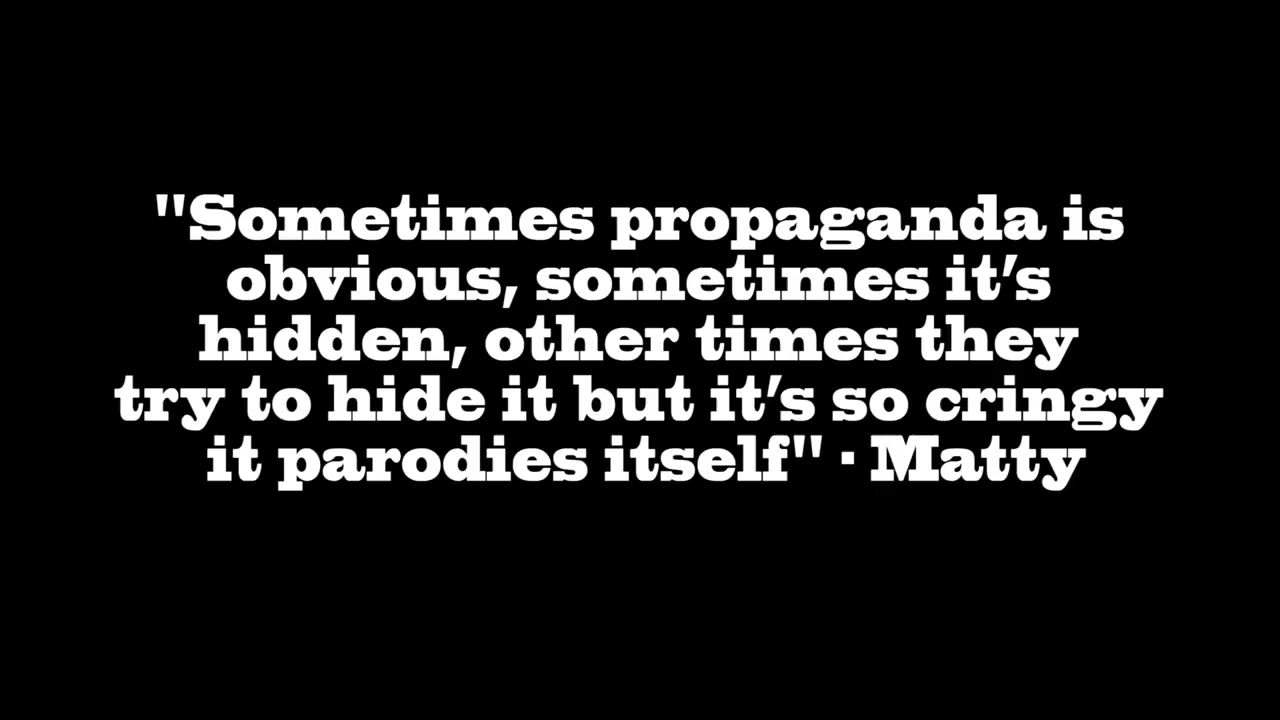 "Sometimes propaganda is
obvious, sometimes it's
hidden, other times they
try to hide it but it's so cringy
it parodies itself" · Matty